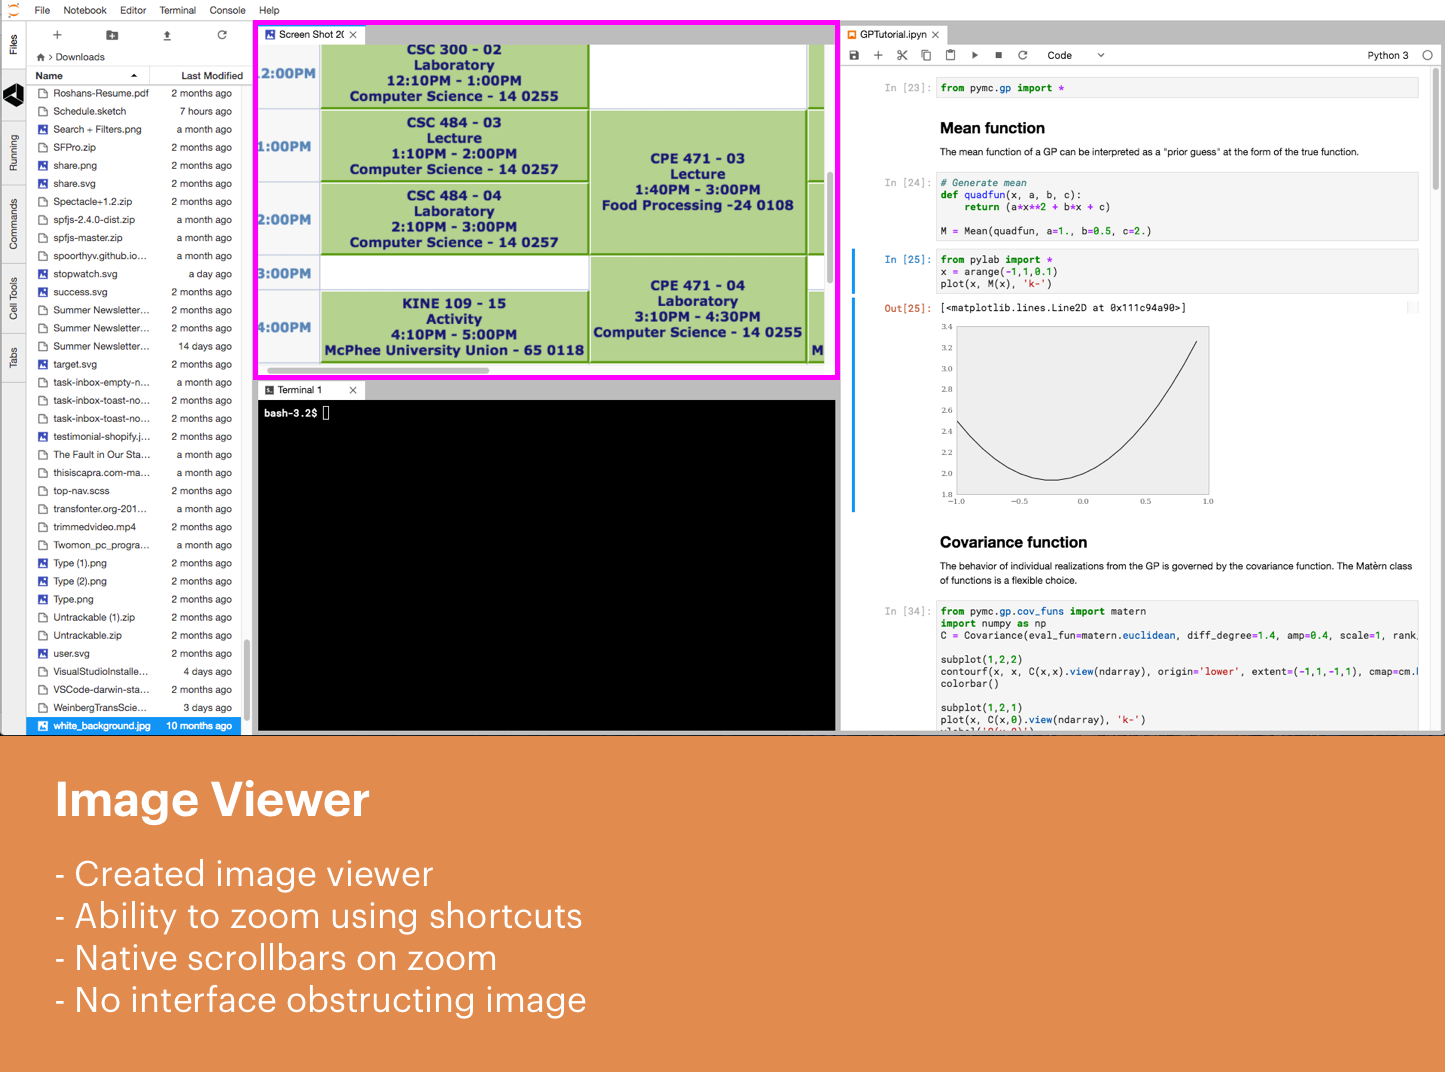 File Notebook Editor Terminal Console Help
Files
Running
Commands
Cell Tools
Tabs
> Downloads
Name Last Modified
Roshans-Resume.pdf 2 months ago
Schedule.sketch 7 hours ago
Search + Filters.png a month ago
SFPro.zip 2 months ago
share.png 2 months ago
share.svg 2 months ago
Spectacle+1.2.zip 2 months ago
spfjs-2.4.0-dist.zip a month ago
spfjs-master.zip a month ago
spoorthyv.github.io... a month ago
stopwatch.svg a day ago
success.svg 2 months ago
Summer Newsletter... a month ago
Summer Newsletter... 2 months ago
Summer Newsletter... 14 days ago
target.svg 2 months ago
task-inbox-empty-n... a month ago
task-inbox-toast-no... 2 months ago
task-inbox-toast-no... 2 months ago
testimonial-shopify.j... 2 months ago
The Fault in Our Sta... a month ago
thisiscapra.com-ma... a month ago
top-nav.scss 2 months ago
transfonter.org-201... a month ago
trimmedvideo.mp4 2 months ago
Twomon_pc_progra... a month ago
Type (1).png 2 months ago
Type (2).png 2 months ago
Type.png 2 months ago
Untrackable (1).zip 2 months ago
Untrackable.zip 2 months ago
user.svg 2 months ago
VisualStudioInstalle... 4 days ago
VSCode-darwin-sta... 2 months ago
WeinbergTransScie... 3 days ago
white_background.jpg 10 months ago
Screen Shot 20
2:00PM
1:00PM
2:00PM
3:00PM
4:00PM
CSC 300 - 02
Laboratory
12:10PM - 1:00PM
Computer Science - 14 0255
CSC 484 - 03
Lecture
1:10PM - 2:00PM
Computer Science - 14 0257
CSC 484 - 04
Laboratory
2:10PM - 3:00PM
Computer Science - 14 0257
KINE 109 - 15
Activity
4:10PM - 5:00PM
McPhee University Union - 65 0118
CPE 471 - 03
Lecture
1:40PM - 3:00PM
Food Processing -24 0108
CPE 471 - 04
Laboratory
3:10PM - 4:30PM
Computer Science - 14 0255
M
Terminal 1
bash-3.2$
GPTutorial.ipyn
Code Python 3
In [23]: from pymc.gp import *
Mean function
The mean function of a GP can be interpreted as a "prior guess" at the form of the true function.
In [24]: # Generate mean
def quadfun(x, a, b, c):
return (a*x**2 + b*x + c)
M = Mean(quadfun, a=1., b=0.5, c=2.)
In [25]: from pylab import *
x = arange(-1,1,0.1)
plot(x, M(x), 'k-')
Out[25]: [<matplotlib.lines.Line2D at 0x111c94a90>]
3.4
3.2
3.0
2.8
2.6
2.4
2.2
2.0
1.8
−1.0 −0.5 0.0 0.5 1.0
Covariance function
The behavior of individual realizations from the GP is governed by the covariance function. The Matèrn class
of functions is a flexible choice.
In [34]: from pymc.gp.cov_funs import matern
import numpy as np
C = Covariance(eval_fun=matern.euclidean, diff_degree=1.4, amp=0.4, scale=1, rank
subplot(1,2,2)
contourf(x, x, C(x,x).view(ndarray), origin='lower', extent=(-1,1,-1,1), cmap=cm.
colorbar()
subplot(1,2,1)
plot(x, C(x,0).view(ndarray), 'k-')
Image Viewer
- Created image viewer
- Ability to zoom using shortcuts
- Native scrollbars on zoom
- No interface obstructing image